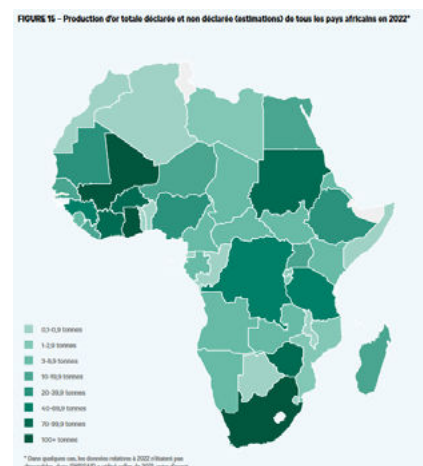 FIGURE 15 – Production d'or totale déclarée et non déclarée (estimations) de tous les pays africains en 2022*
0,1-0,9 tonnes
1-2,9 tonnes
3-9,9 tonnes
10-19,9 tonnes
20-39,9 tonnes
40-69,9 tonnes
70-99,9 tonnes
100+ tonnes
* Dans quelques cas, les données relatives à 2022 n'étaient pas